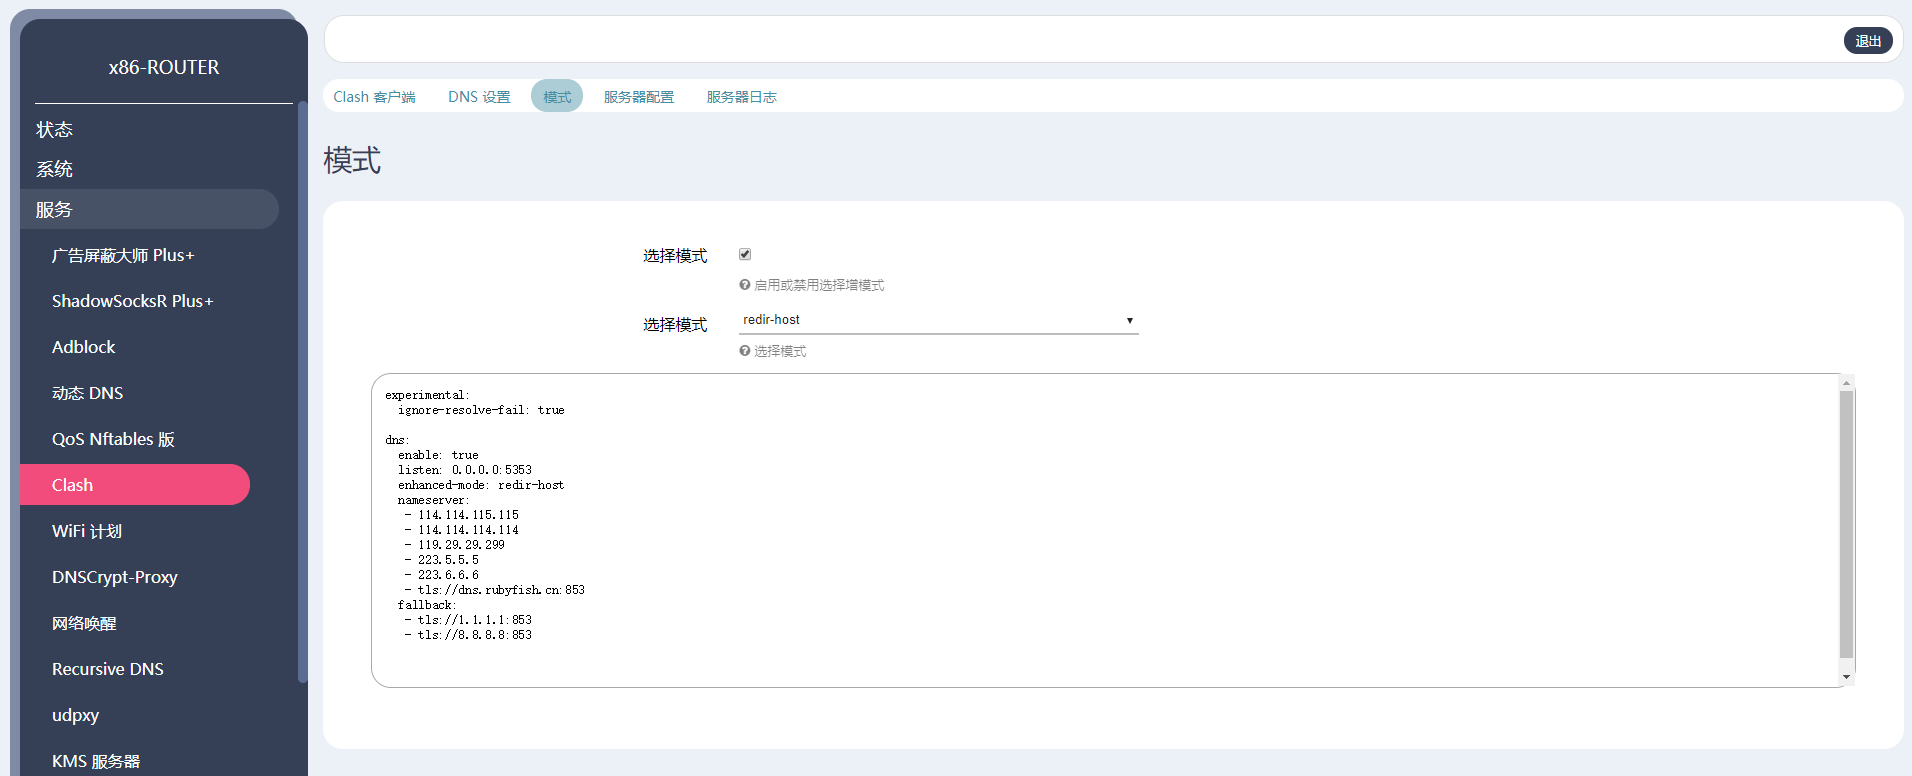 x86-ROUTER
状态
系统
服务
广告屏蔽大师 Plus+
ShadowSocksR Plus+
Adblock
动态 DNS
QoS Nftables 版
Clash
WiFi 计划
DNSCrypt-Proxy
网络唤醒
Recursive DNS
udpxy
KMS 服务器
退出
Clash 客户端
DNS 设置
模式
服务器配置
服务器日志
模式
选择模式
启用或禁用选择增模式
选择模式
redir-host
选择模式
experimental:
ignore-resolve-fail: true
dns:
enable: true
listen: 0.0.0.0:5353
enhanced-mode: redir-host
nameserver:
- 114.114.115.115
- 114.114.114.114
- 119.29.29.299
- 223.5.5.5
- 223.6.6.6
- tls://dns.rubyfish.cn:853
fallback:
- tls://1.1.1.1:853
- tls://8.8.8.8:853